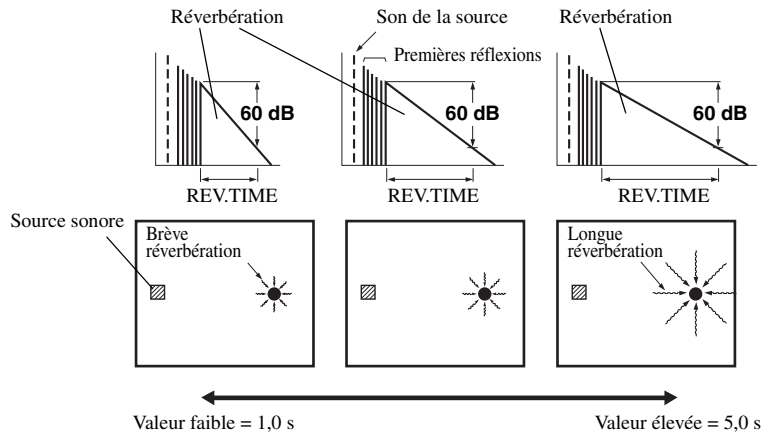 Réverbération
Son de la source
Réverbération
Premières réflexions
60 dB
60 dB
60 dB
REV.TIME
REV.TIME
REV.TIME
Source sonore
Brève
réverbération
Longue
réverbération
Valeur faible = 1,0 s
Valeur élevée = 5,0 s